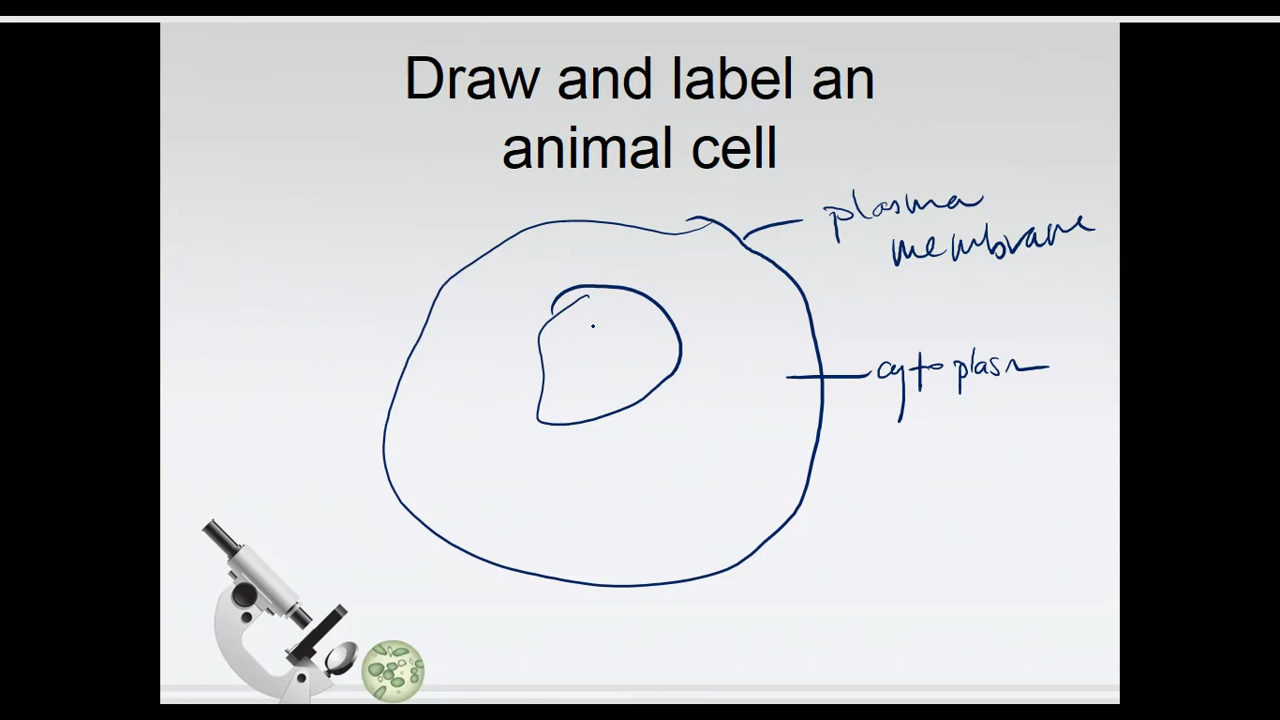 Draw and label an
animal cell
plasma
membrane
cytoplasm